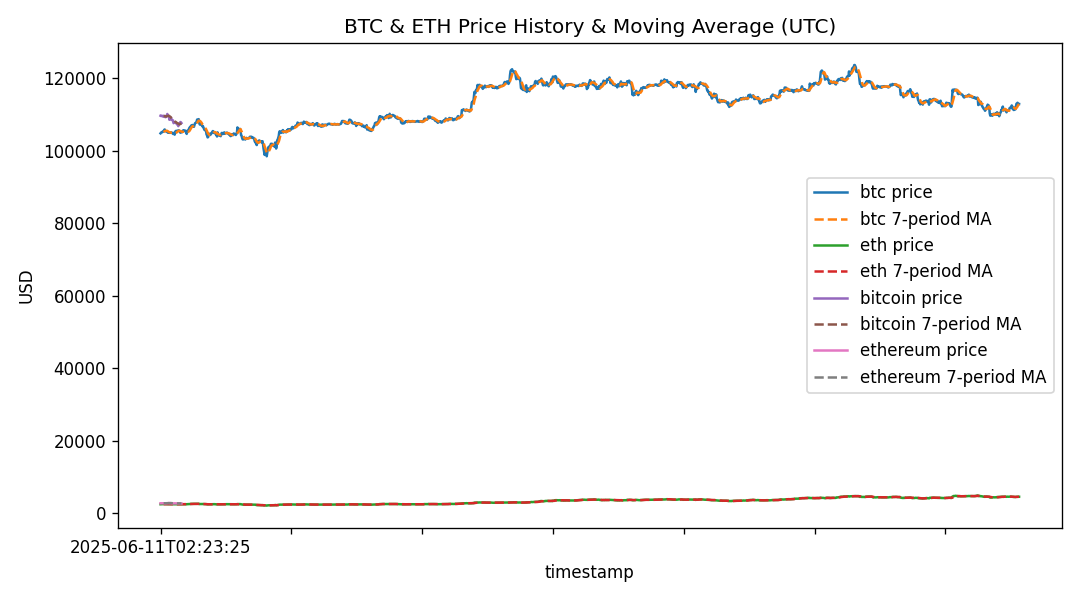 BTC & ETH Price History & Moving Average (UTC)
120000
100000
80000
60000
40000
20000
0
USD
btc price
btc 7-period MA
eth price
eth 7-period MA
bitcoin price
bitcoin 7-period MA
ethereum price
ethereum 7-period MA
2025-06-11T02:23:25
timestamp